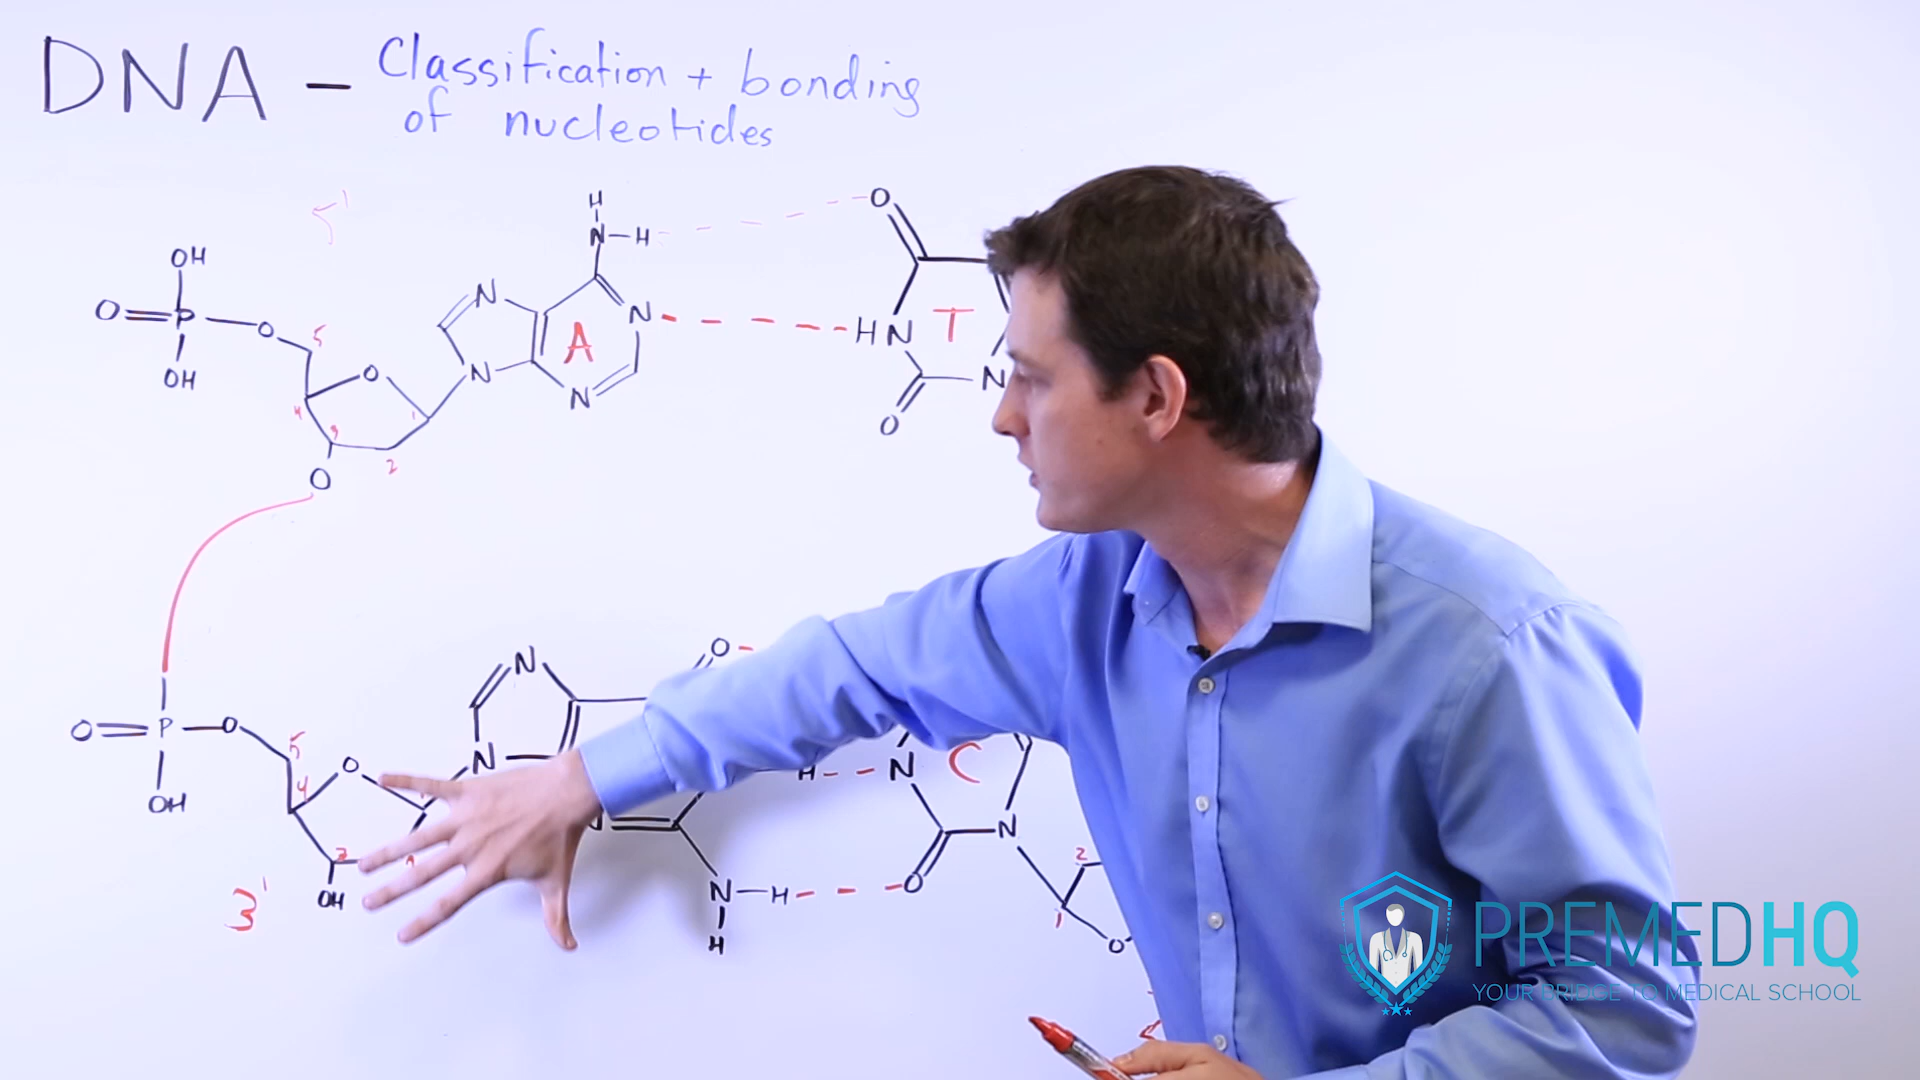 DNA - Classification + bonding
of nucleotides
5'
H
N-H
O
OH
O=P-O
OH
5
4
3
2
1
O
O
N
N
N
N
A
HN
T
N
O
O=P-O
OH
5
4
O
3
OH
3'
N
N
O
N-H
H
H
N
C
N
O
2
1
O
PREMEDHQ
YOUR BRIDGE TO MEDICAL SCHOOL